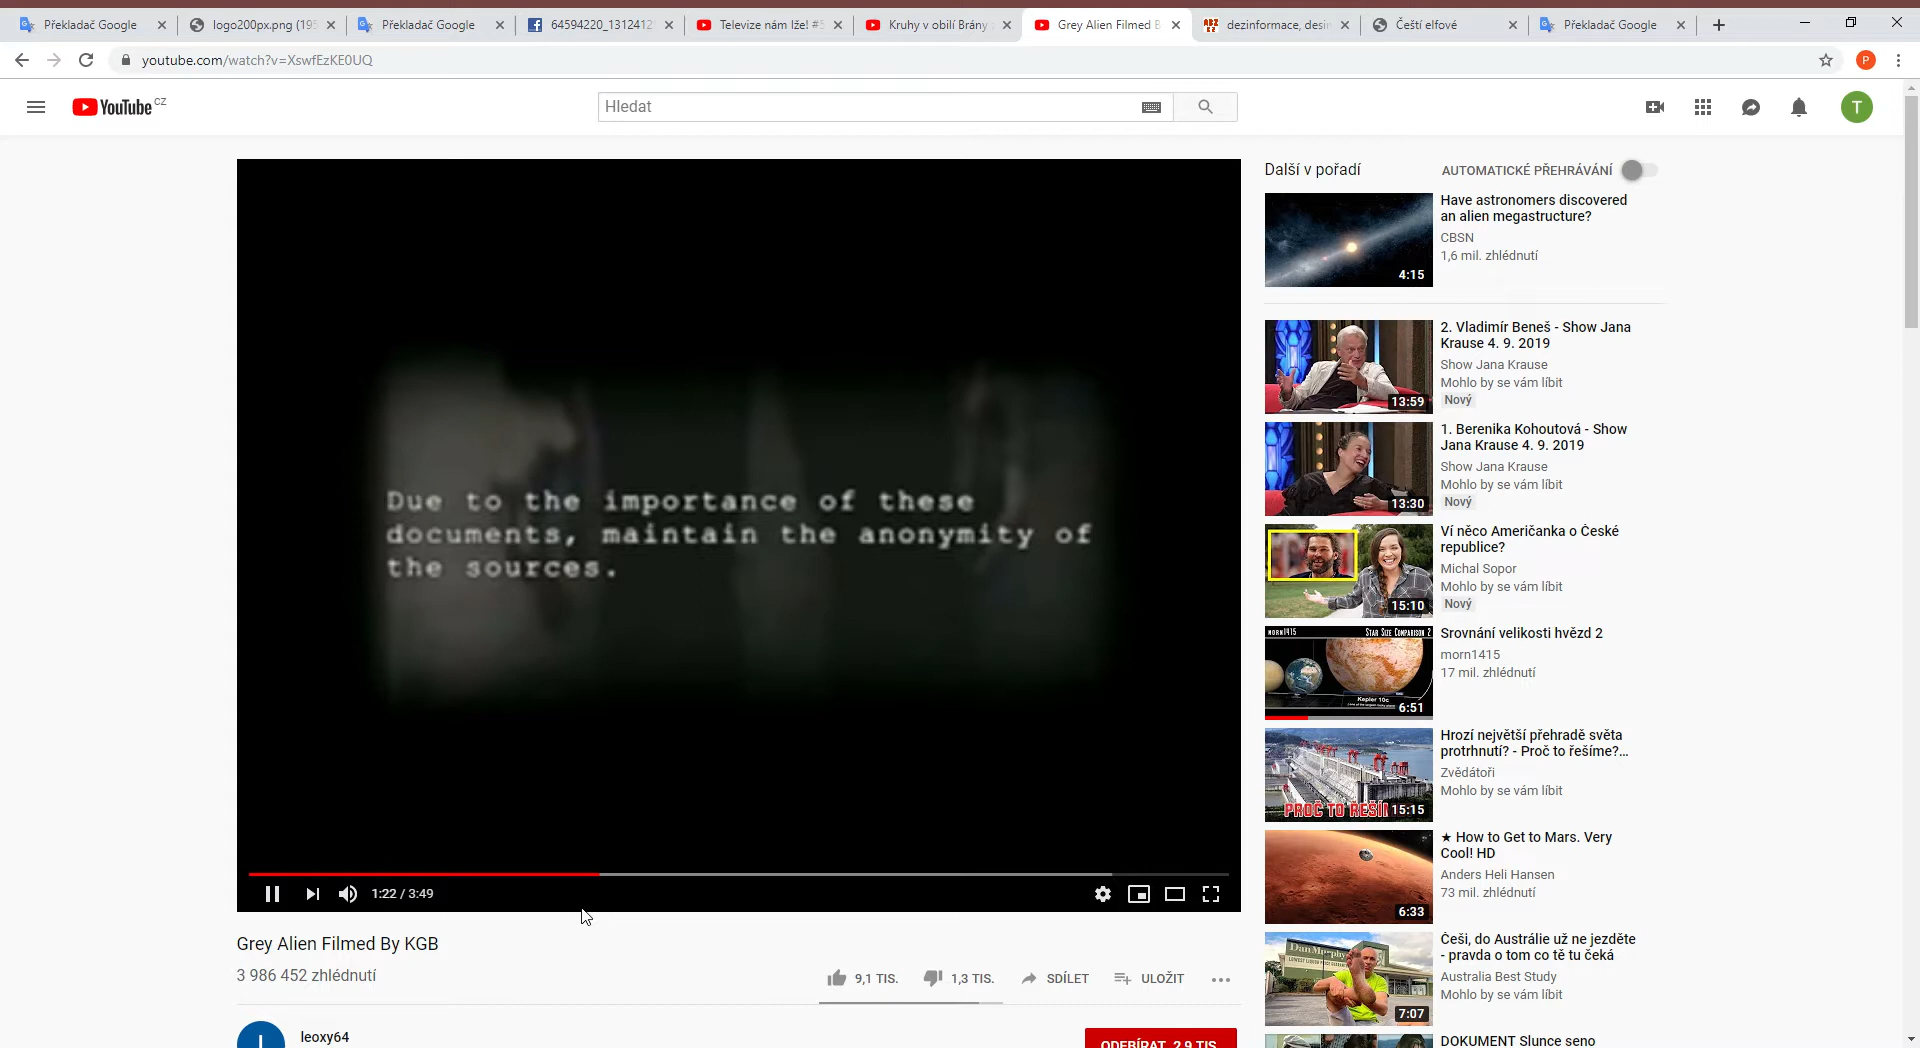 Překladač Google
logo200px.png (195
Překladač Google
64594220_1312412
Televize nám lže! #
Kruhy v obilí Brány
Grey Alien Filmed B
dezinformace, desin
Čeští elfové
Překladač Google
youtube.com/watch?v=XswfEzKE0UQ
P
YouTube CZ
Hledat
T
Due to the importance of these
documents, maintain the anonymity of
the sources.
1:22 / 3:49
Grey Alien Filmed By KGB
3 986 452 zhlédnutí
9,1 TIS.
1,3 TIS.
SDÍLET
ULOŽIT
leoxy64
ODEBÍRAT 2,9 TIS.
Další v pořadí
AUTOMATICKÉ PŘEHRÁVÁNÍ
4:15
Have astronomers discovered
an alien megastructure?
CBSN
1,6 mil. zhlédnutí
13:59
2. Vladimír Beneš - Show Jana
Krause 4. 9. 2019
Show Jana Krause
Mohlo by se vám líbit
Nový
13:30
1. Berenika Kohoutová - Show
Jana Krause 4. 9. 2019
Show Jana Krause
Mohlo by se vám líbit
Nový
15:10
Ví něco Američanka o České
republice?
Michal Sopor
Mohlo by se vám líbit
Nový
morn1415
STAR SIZE COMPARISON 2
Kepler 10c
6:51
Srovnání velikosti hvězd 2
morn1415
17 mil. zhlédnutí
PROČ TO ŘEŠÍM
15:15
Hrozí největší přehradě světa
protrhnutí? - Proč to řešíme?...
Zvědátoři
Mohlo by se vám líbit
6:33
★ How to Get to Mars. Very
Cool! HD
Anders Heli Hansen
73 mil. zhlédnutí
Dan Murphy
7:07
Češi, do Austrálie už ne jezděte
- pravda o tom co tě tu čeká
Australia Best Study
Mohlo by se vám líbit
DOKUMENT Slunce seno